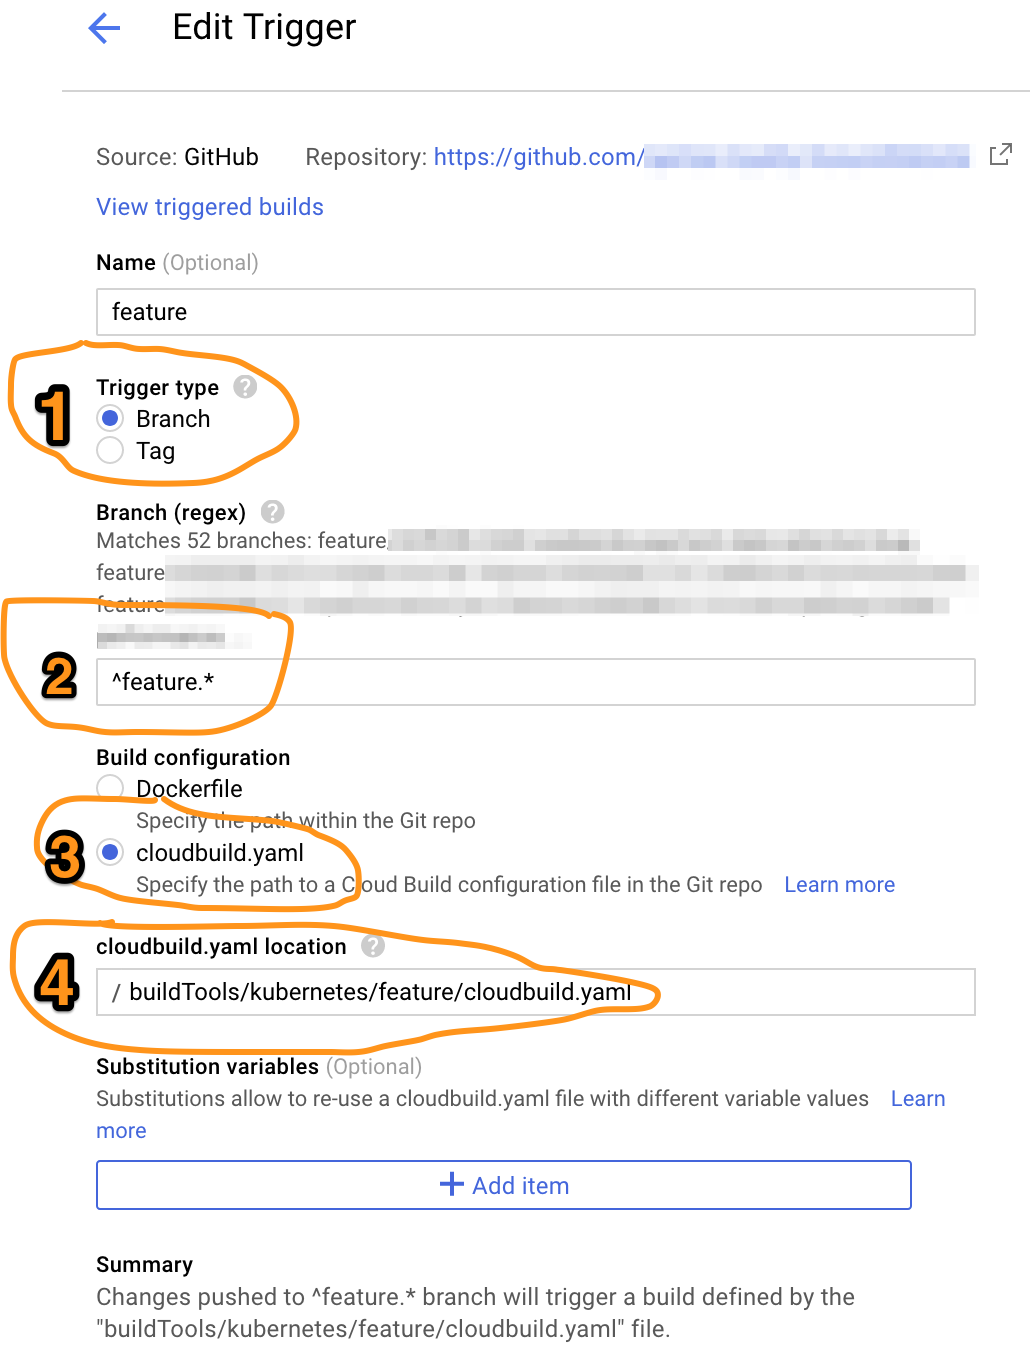 Edit Trigger
Source: GitHub Repository: https://github.com/
View triggered builds
Name (Optional)
feature
1
Trigger type ?
Branch
Tag
Branch (regex) ?
Matches 52 branches: feature
feature
feature
2
^feature.*
Build configuration
Dockerfile
Specify the path within the Git repo
3
cloudbuild.yaml
Specify the path to a Cloud Build configuration file in the Git repo Learn more
4
cloudbuild.yaml location ?
/ buildTools/kubernetes/feature/cloudbuild.yaml
Substitution variables (Optional)
Substitutions allow to re-use a cloudbuild.yaml file with different variable values Learn
more
+ Add item
Summary
Changes pushed to ^feature.* branch will trigger a build defined by the
"buildTools/kubernetes/feature/cloudbuild.yaml" file.